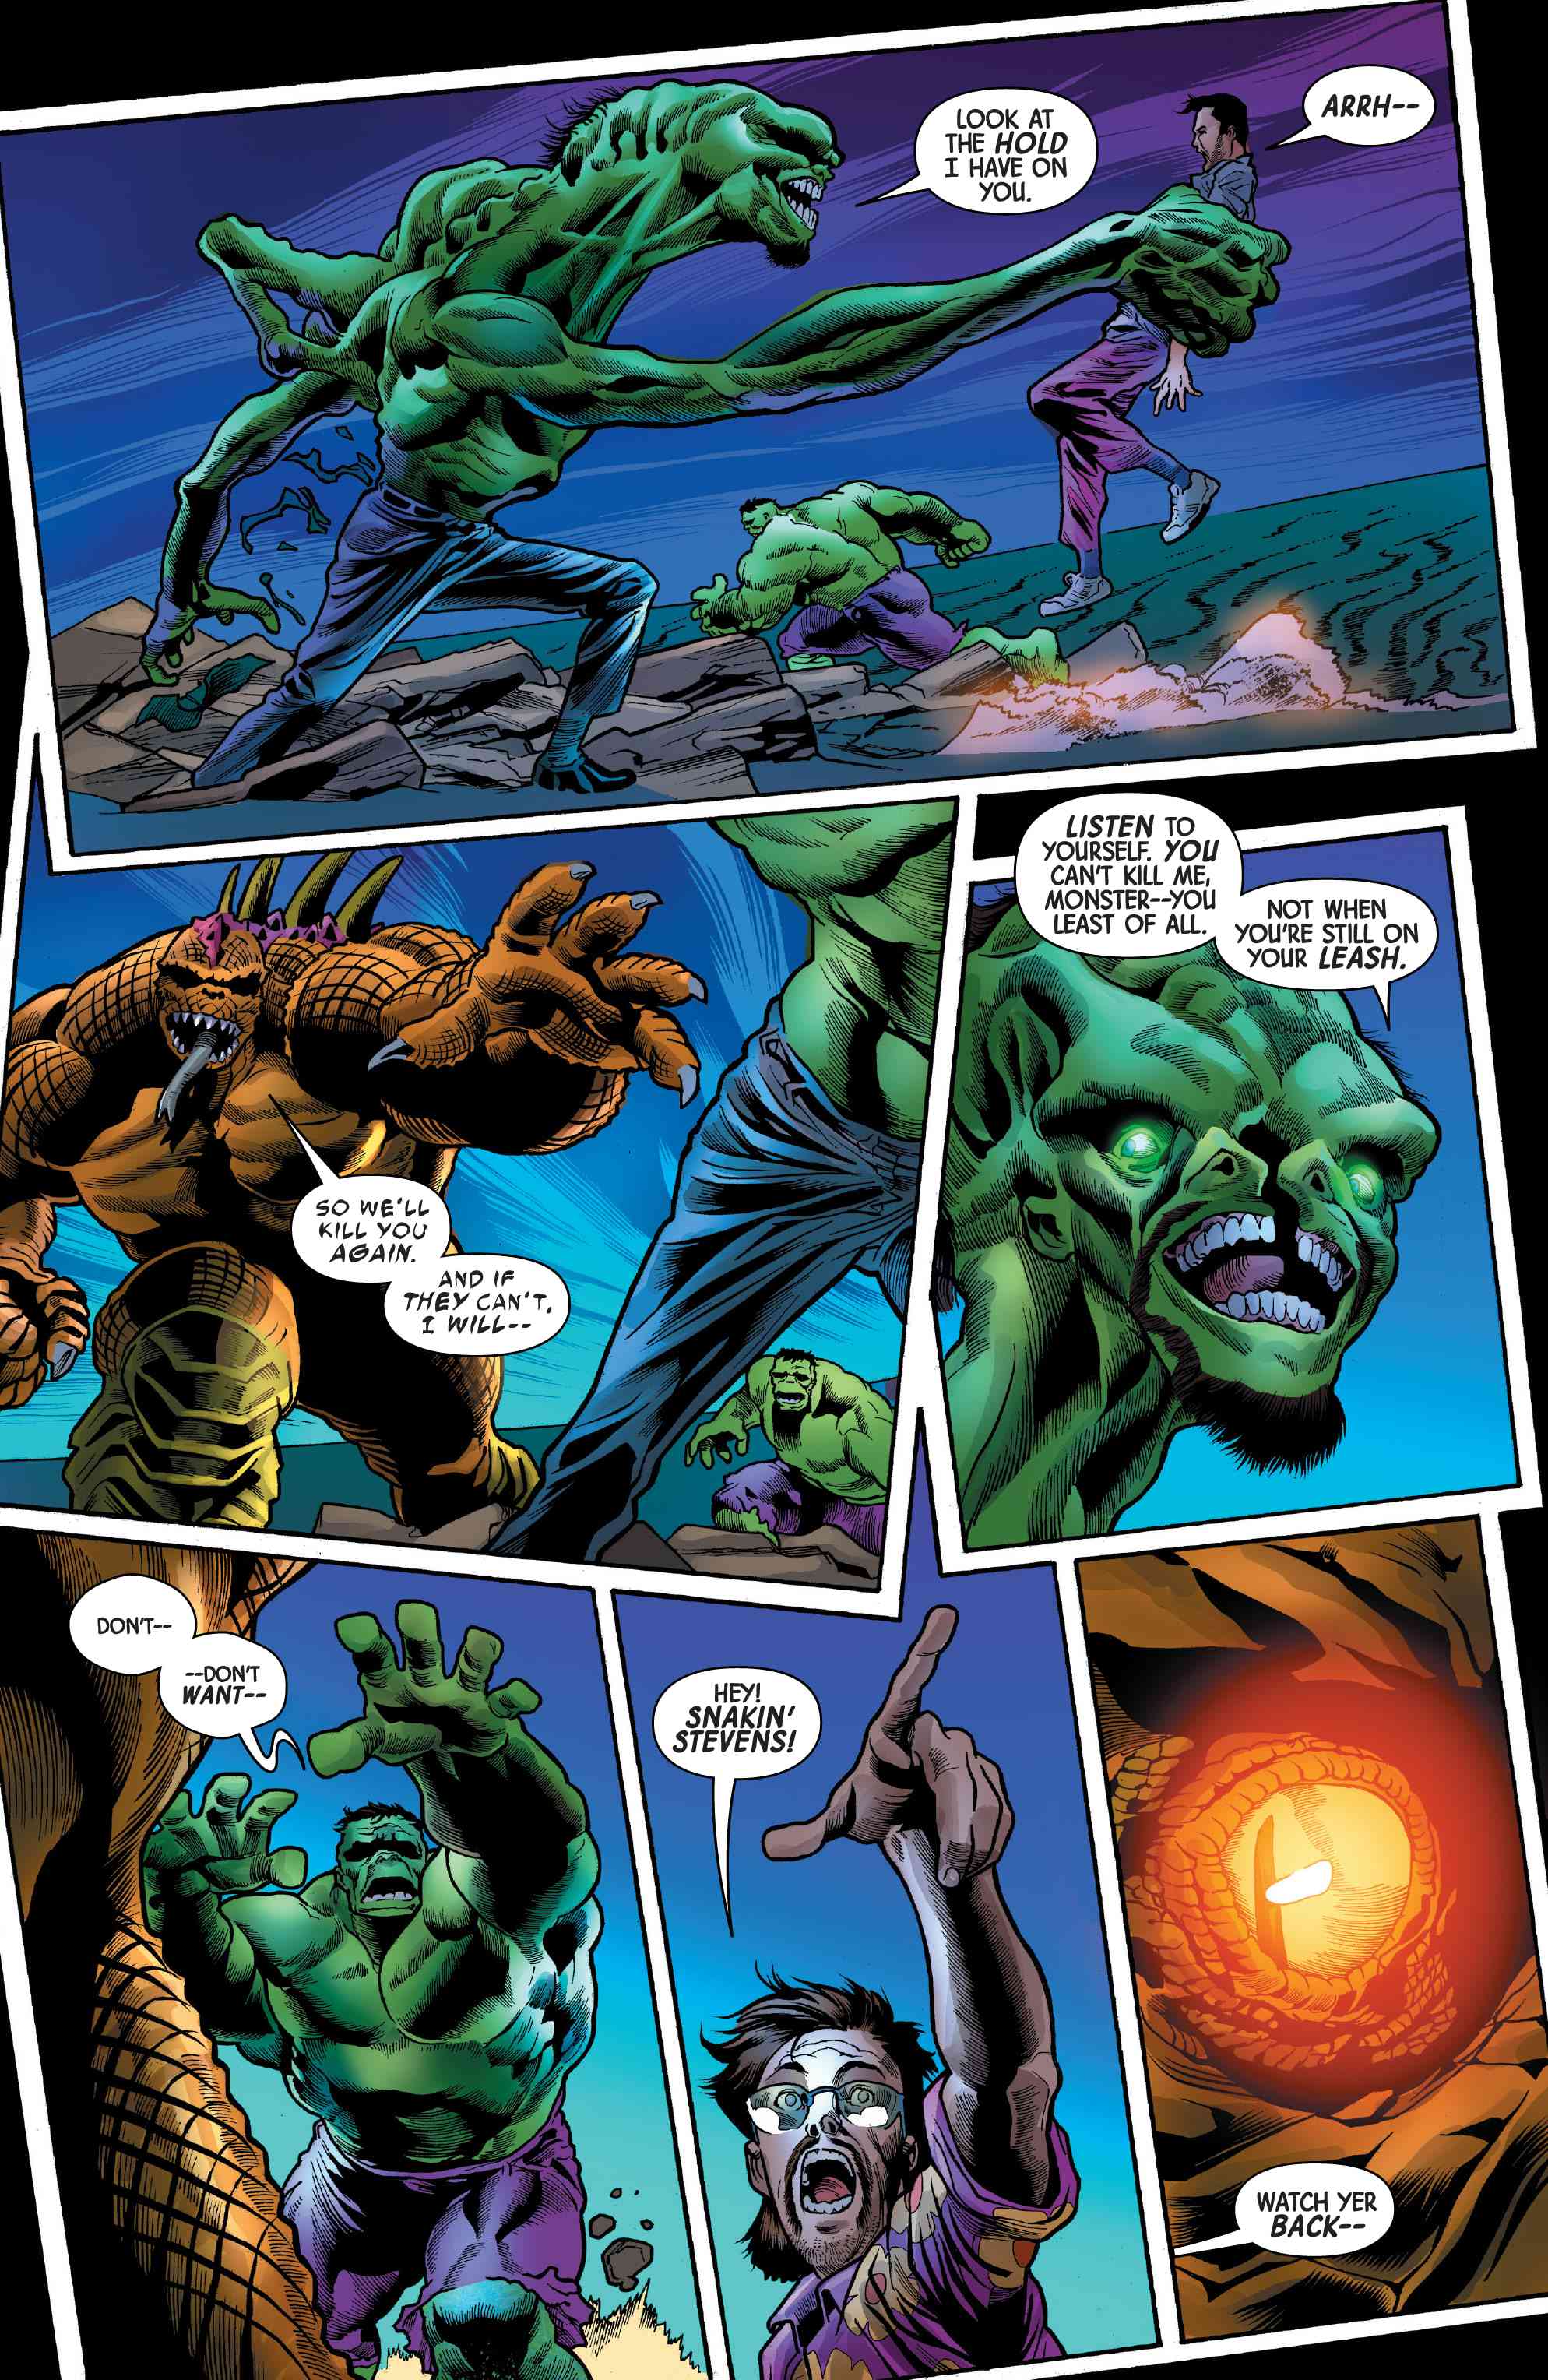 LOOK AT
THE HOLD
I HAVE ON
YOU.
ARRH--
SO WE'LL
KILL YOU
AGAIN.
AND IF
THEY CAN'T,
I WILL--
LISTEN TO
YOURSELF. YOU
CAN'T KILL ME,
MONSTER--YOU
LEAST OF ALL.
NOT WHEN
YOU'RE STILL ON
YOUR LEASH.
DON'T--
--DON'T
WANT--
HEY!
SNAKIN'
STEVENS!
WATCH YER
BACK--